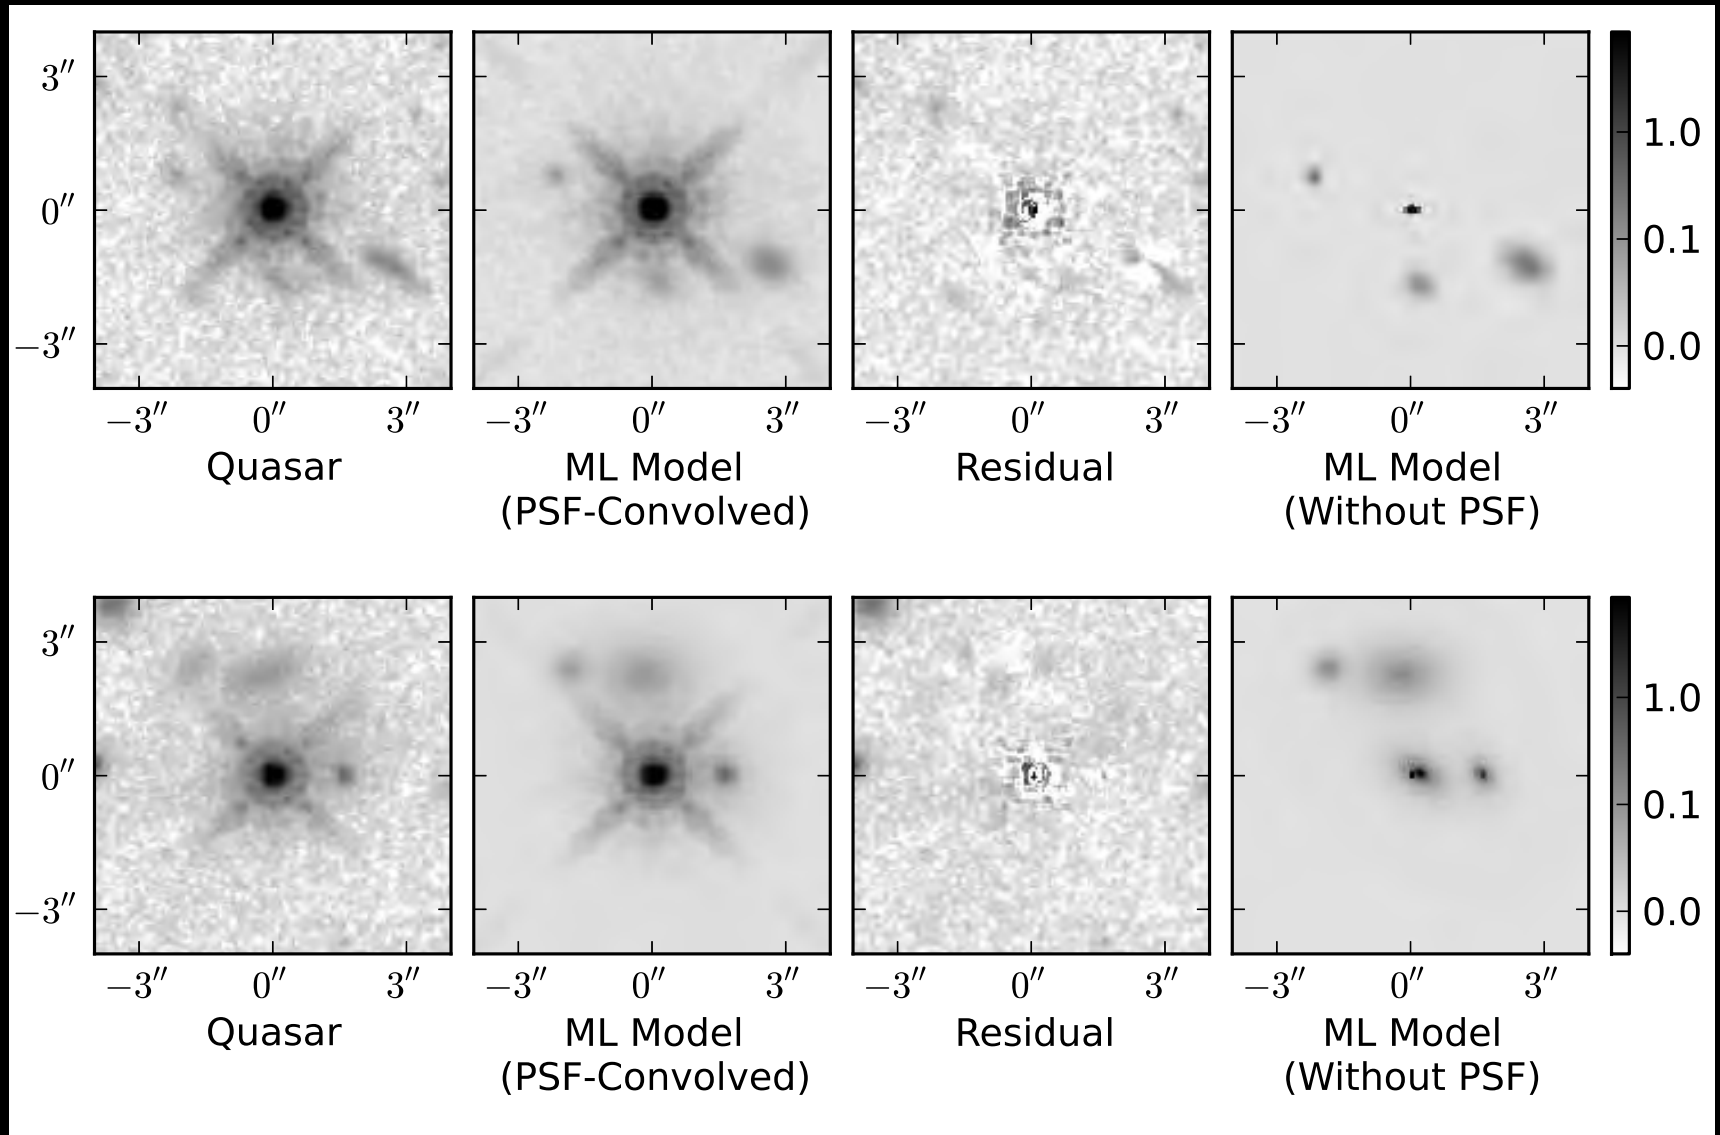 3″
0″
−3″
1.0
0.1
0.0
−3″ 0″ 3″ −3″ 0″ 3″ −3″ 0″ 3″ −3″ 0″ 3″
Quasar ML Model Residual ML Model
(PSF-Convolved) (Without PSF)
3″
0″
−3″
1.0
0.1
0.0
−3″ 0″ 3″ −3″ 0″ 3″ −3″ 0″ 3″ −3″ 0″ 3″
Quasar ML Model Residual ML Model
(PSF-Convolved) (Without PSF)